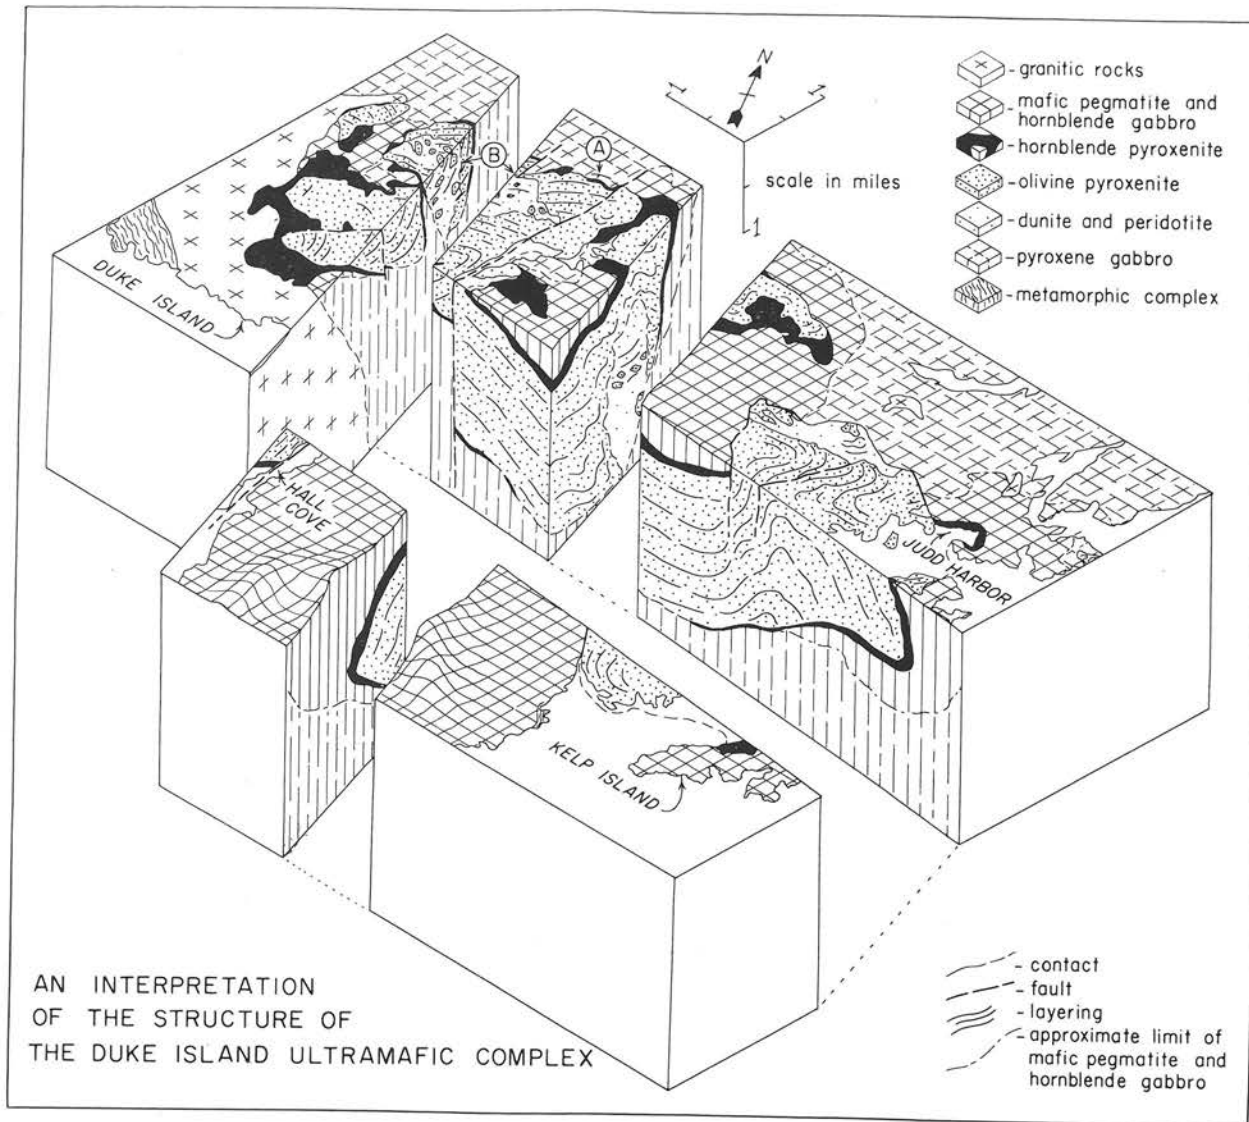 N
1
1
scale in miles
1
A
B
- granitic rocks
- mafic pegmatite and
hornblende gabbro
- hornblende pyroxenite
- olivine pyroxenite
- dunite and peridotite
- pyroxene gabbro
- metamorphic complex
DUKE ISLAND
HALL
COVE
JUDD HARBOR
KELP ISLAND
AN INTERPRETATION
OF THE STRUCTURE OF
THE DUKE ISLAND ULTRAMAFIC COMPLEX
- contact
- fault
- layering
- approximate limit of
mafic pegmatite and
hornblende gabbro